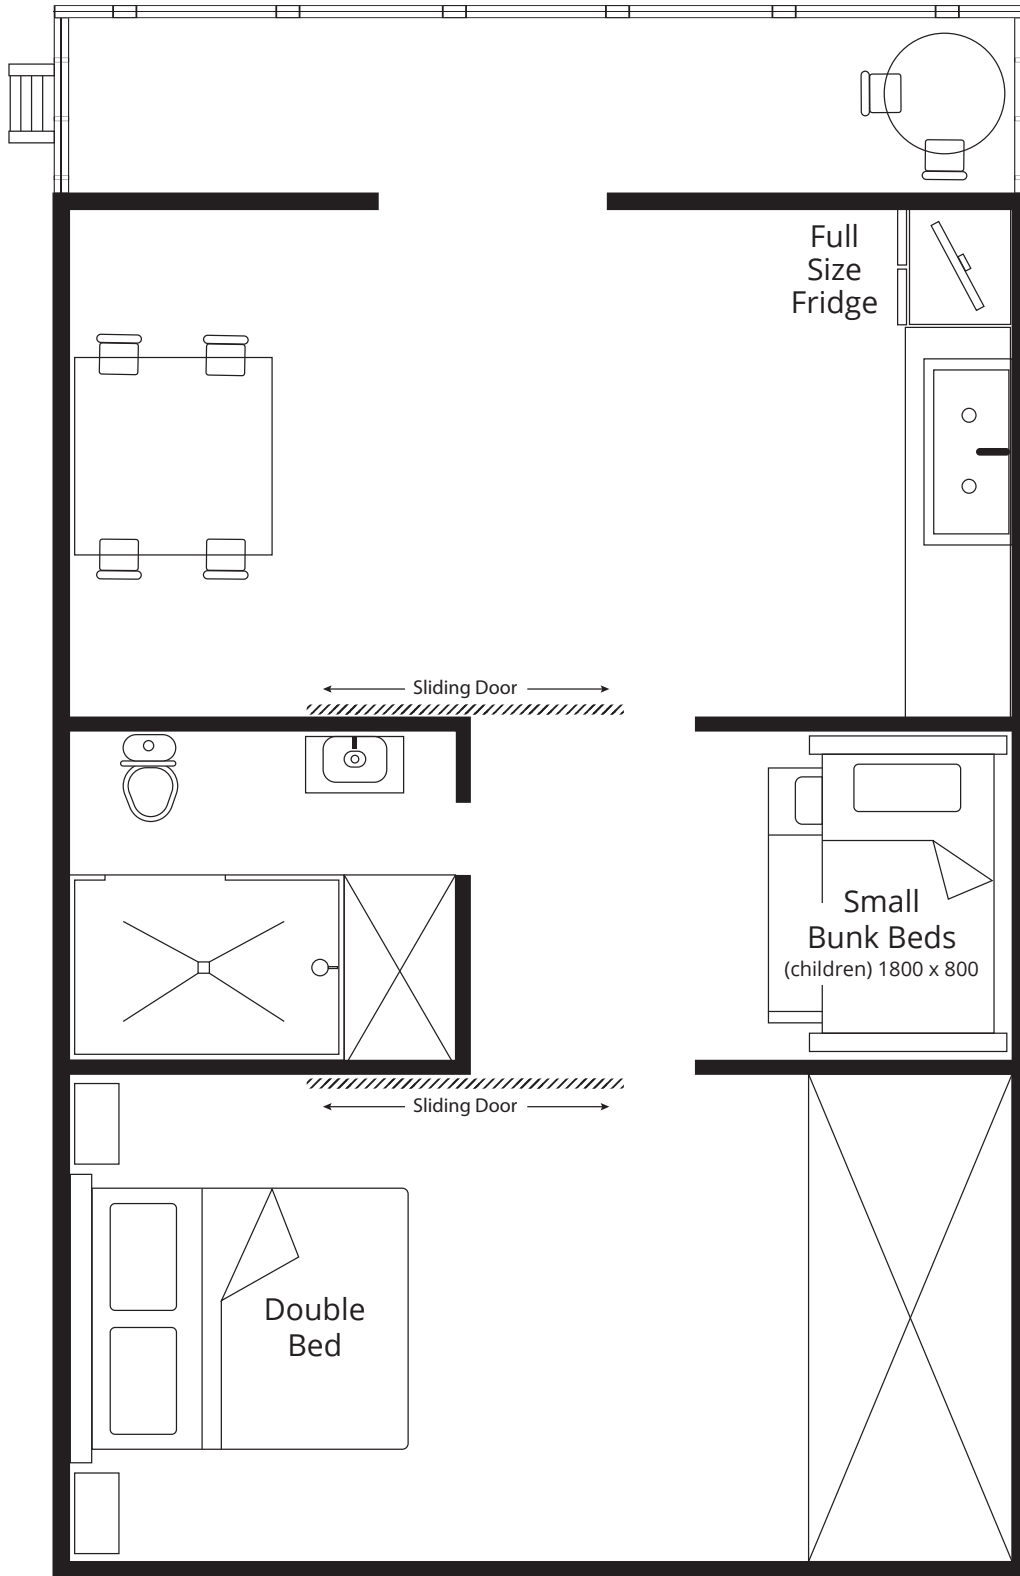 Full
Size
Fridge
Sliding Door
Small
Bunk Beds
(children) 1800 x 800
Sliding Door
Double
Bed